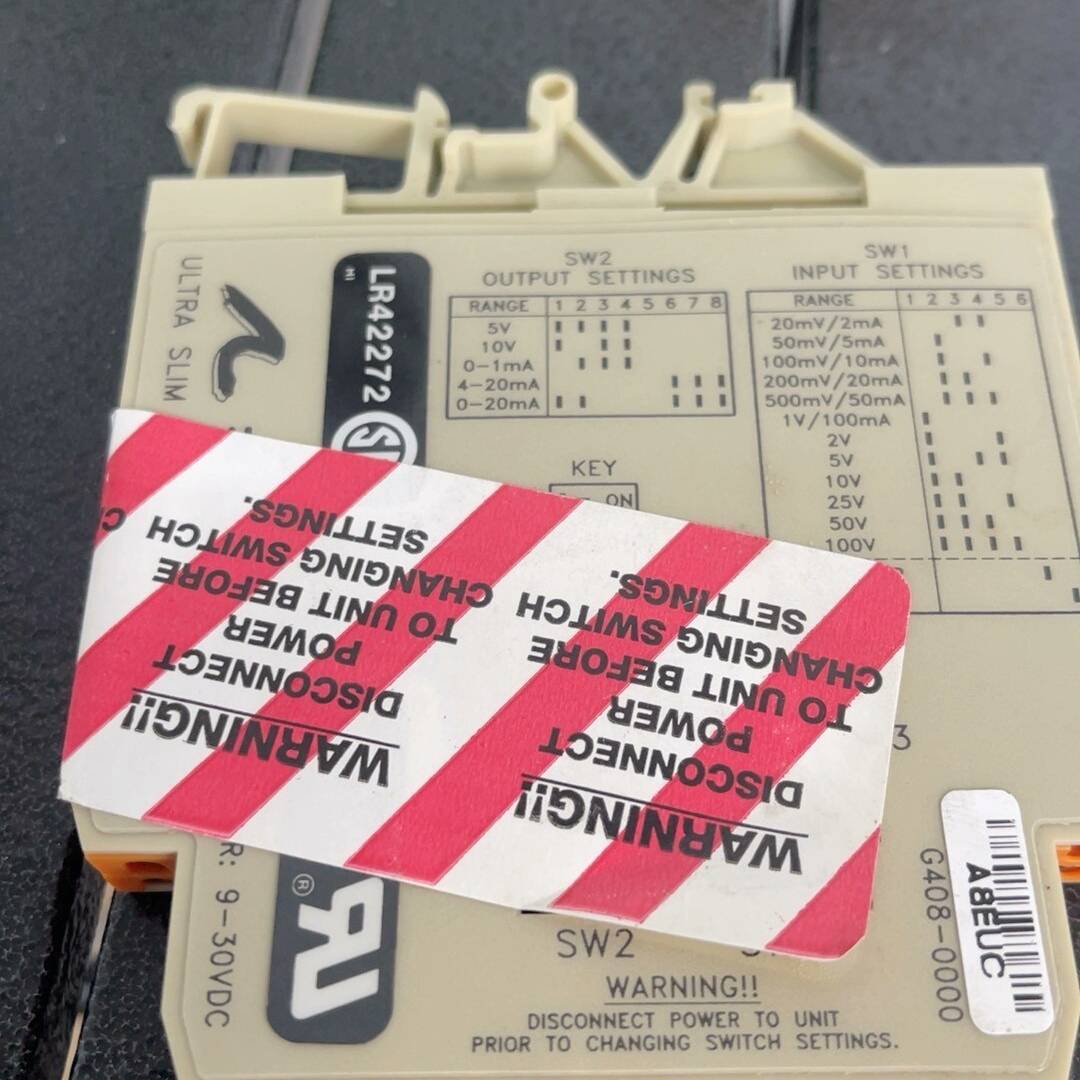 ULTRA SLIM
LR42272
HI
SW2
OUTPUT SETTINGS
RANGE 1 2 3 4 5 6 7 8
5V
10V
0-1mA
4-20mA
0-20mA
SW1
INPUT SETTINGS
RANGE 1 2 3 4 5 6
20mV/2mA
50mV/5mA
100mV/10mA
200mV/20mA
500mV/50mA
1V/100mA
2V
5V
10V
25V
50V
100V
KEY
ON
WARNING!!
DISCONNECT
POWER
TO UNIT BEFORE
CHANGING SWITCH
SETTINGS.
WARNING!!
DISCONNECT
POWER
TO UNIT BEFORE
CHANGING SWITCH
SETTINGS.
C
3
R: 9-30VDC
®
SW2
WARNING!!
DISCONNECT POWER TO UNIT
PRIOR TO CHANGING SWITCH SETTINGS.
G408-0000
A8EUC